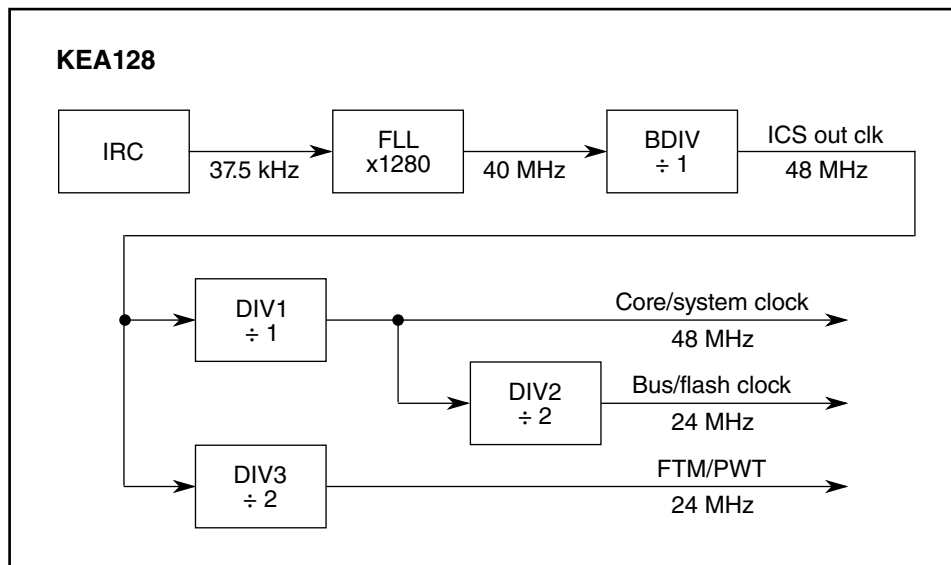 KEA128
IRC
37.5 kHz
FLL
x1280
40 MHz
BDIV
÷ 1
ICS out clk
48 MHz
DIV1
÷ 1
Core/system clock
48 MHz
DIV2
÷ 2
Bus/flash clock
24 MHz
DIV3
÷ 2
FTM/PWT
24 MHz